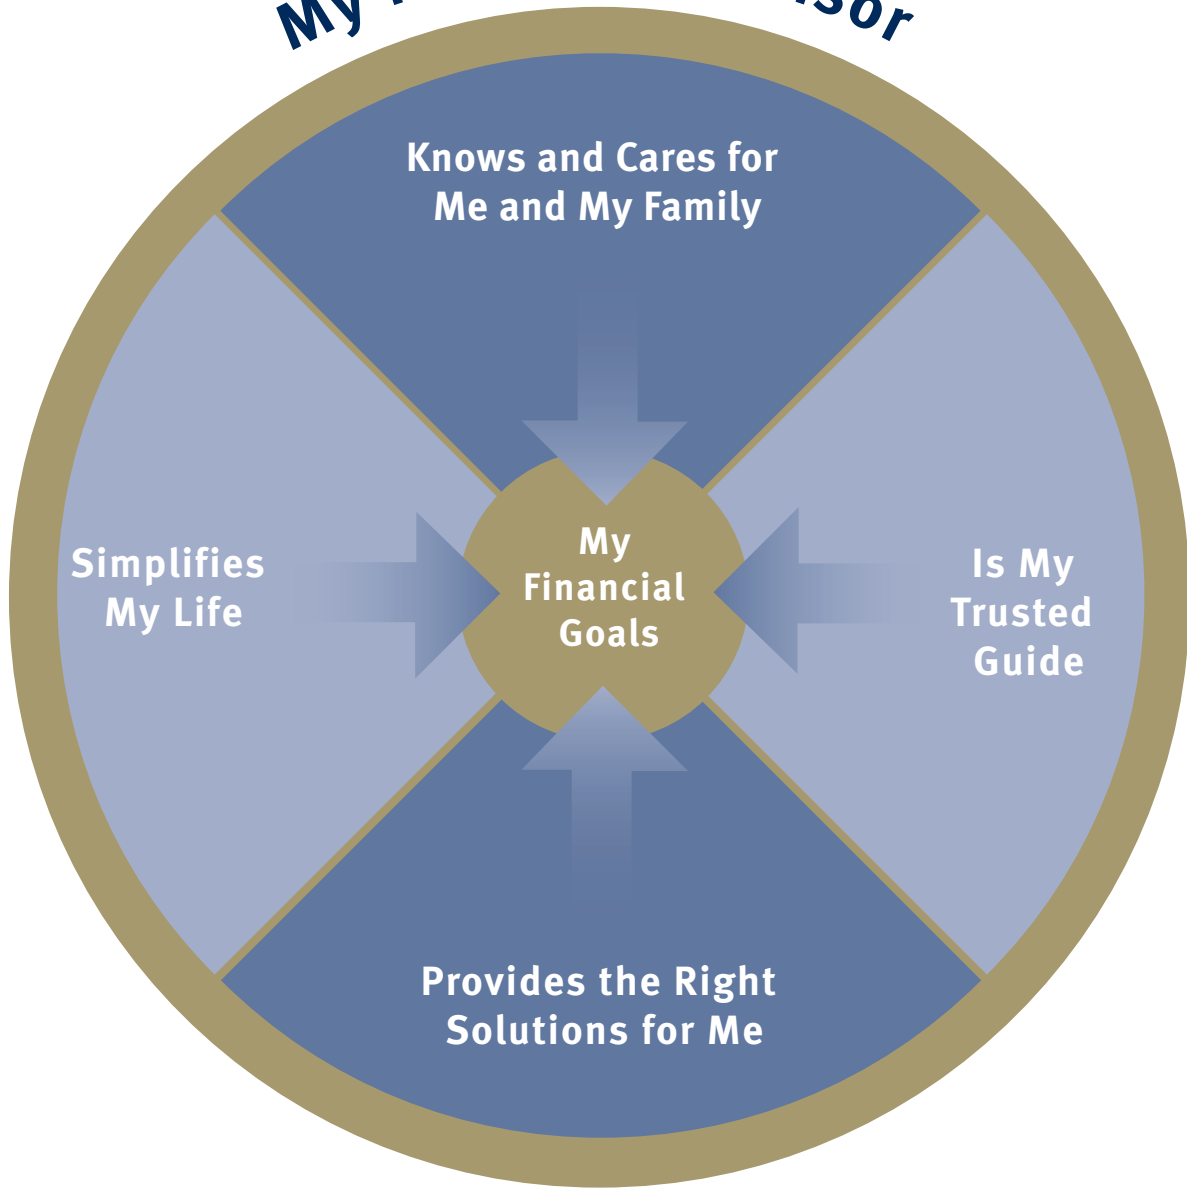 My
Knows and Cares for
Me and My Family
Simplifies
My Life
My
Financial
Goals
Is My
Trusted
Guide
Provides the Right
Solutions for Me